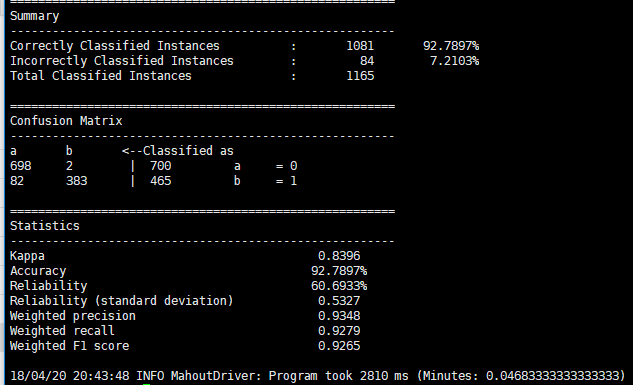 =======================================================
Summary
-------------------------------------------------------
Correctly Classified Instances          :       1081       92.7897%
Incorrectly Classified Instances        :         84        7.2103%
Total Classified Instances              :       1165
=======================================================
Confusion Matrix
-------------------------------------------------------
a       b       <--Classified as
698     2        |  700         a     = 0
82      383      |  465         b     = 1
=======================================================
Statistics
-------------------------------------------------------
Kappa                                       0.8396
Accuracy                                   92.7897%
Reliability                                60.6933%
Reliability (standard deviation)            0.5327
Weighted precision                          0.9348
Weighted recall                             0.9279
Weighted F1 score                           0.9265
18/04/20 20:43:48 INFO MahoutDriver: Program took 2810 ms (Minutes: 0.04683333333333333)